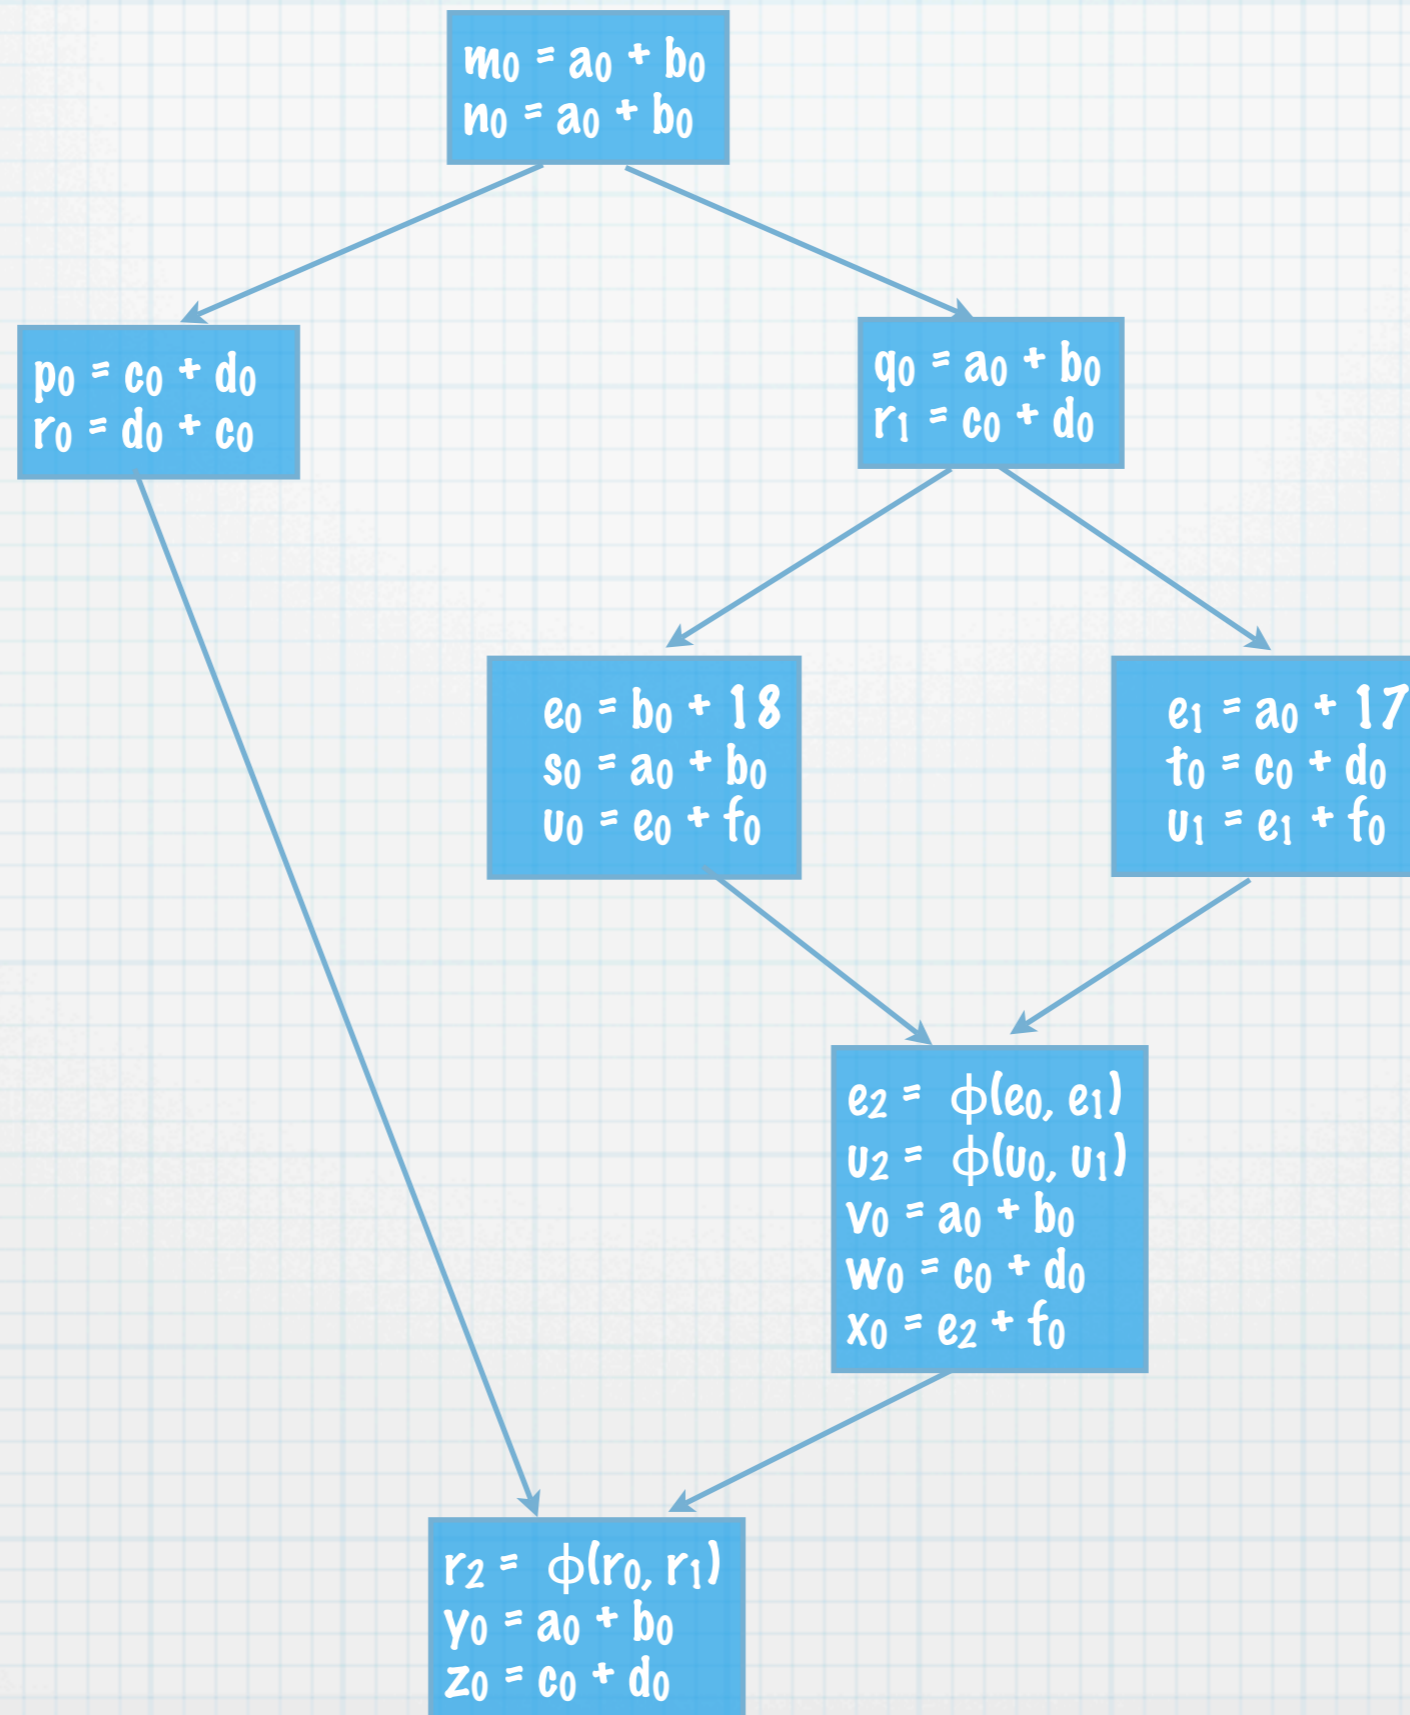 m₀ = a₀ + b₀
n₀ = a₀ + b₀
p₀ = c₀ + d₀
r₀ = d₀ + c₀
q₀ = a₀ + b₀
r₁ = c₀ + d₀
e₀ = b₀ + 18
s₀ = a₀ + b₀
u₀ = e₀ + f₀
e₁ = a₀ + 17
t₀ = c₀ + d₀
u₁ = e₁ + f₀
e₂ = ϕ(e₀, e₁)
u₂ = ϕ(u₀, u₁)
v₀ = a₀ + b₀
w₀ = c₀ + d₀
x₀ = e₂ + f₀
r₂ = ϕ(r₀, r₁)
y₀ = a₀ + b₀
z₀ = c₀ + d₀